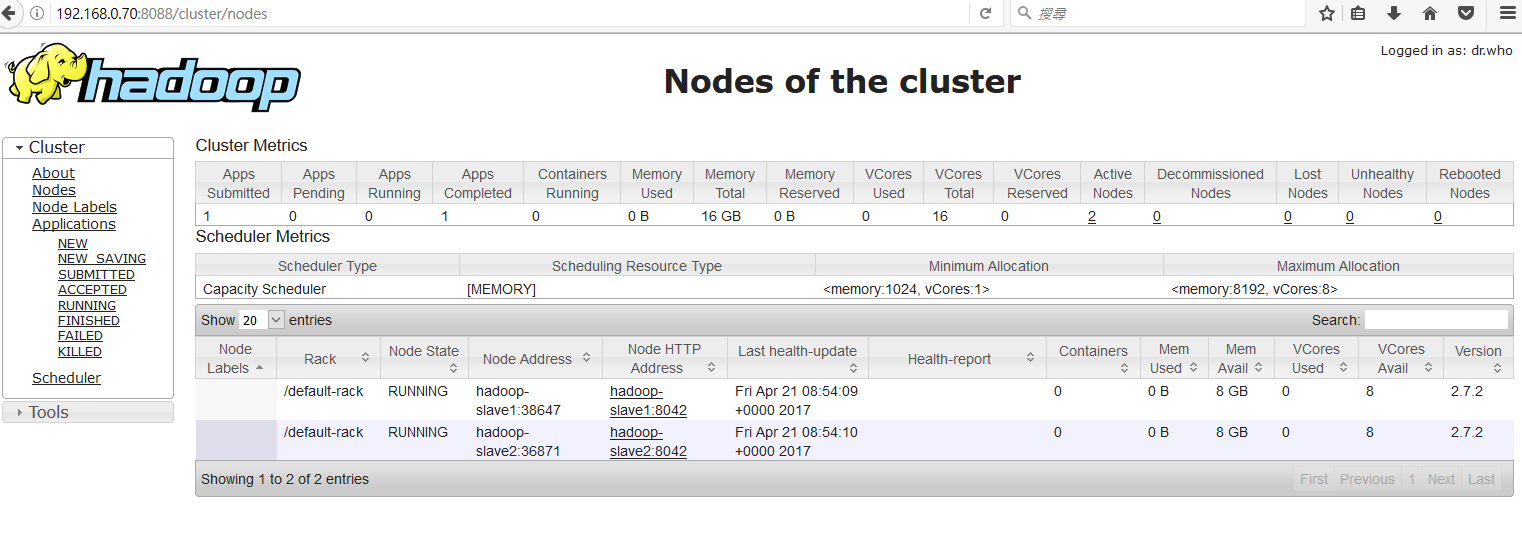 192.168.0.70:8088/cluster/nodes
搜尋
Logged in as: dr.who
hadoop
Nodes of the cluster
Cluster
About
Nodes
Node Labels
Applications
NEW
NEW_SAVING
SUBMITTED
ACCEPTED
RUNNING
FINISHED
FAILED
KILLED
Scheduler
Tools
Cluster Metrics
Apps Submitted Apps Pending Apps Running Apps Completed Containers Running Memory Used Memory Total Memory Reserved VCores Used VCores Total VCores Reserved Active Nodes Decommissioned Nodes Lost Nodes Unhealthy Nodes Rebooted Nodes
1 0 0 1 0 0 B 16 GB 0 B 0 16 0 2 0 0 0 0
Scheduler Metrics
Scheduler Type Scheduling Resource Type Minimum Allocation Maximum Allocation
Capacity Scheduler [MEMORY] <memory:1024, vCores:1> <memory:8192, vCores:8>
Show 20 entries Search:
Node Labels Rack Node State Node Address Node HTTP Address Last health-update Health-report Containers Mem Used Mem Avail VCores Used VCores Avail Version
/default-rack RUNNING hadoop-slave1:38647 hadoop-slave1:8042 Fri Apr 21 08:54:09 +0000 2017 0 0 B 8 GB 0 8 2.7.2
/default-rack RUNNING hadoop-slave2:36871 hadoop-slave2:8042 Fri Apr 21 08:54:10 +0000 2017 0 0 B 8 GB 0 8 2.7.2
Showing 1 to 2 of 2 entries First Previous 1 Next Last